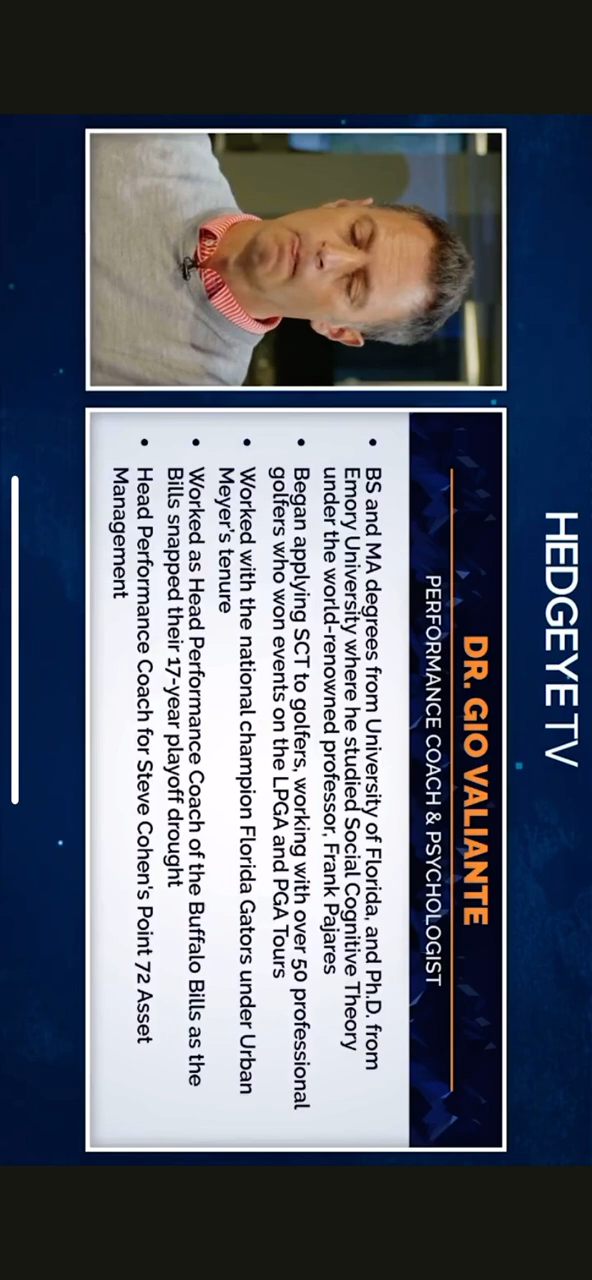 HEDGEYE TV
DR. GIO VALIANTE
PERFORMANCE COACH & PSYCHOLOGIST
• BS and MA degrees from University of Florida, and Ph.D. from
Emory University where he studied Social Cognitive Theory
under the world-renowned professor, Frank Pajares
• Began applying SCT to golfers, working with over 50 professional
golfers who won events on the LPGA and PGA Tours
• Worked with the national champion Florida Gators under Urban
Meyer's tenure
• Worked as Head Performance Coach of the Buffalo Bills as the
Bills snapped their 17-year playoff drought
• Head Performance Coach for Steve Cohen's Point 72 Asset
Management